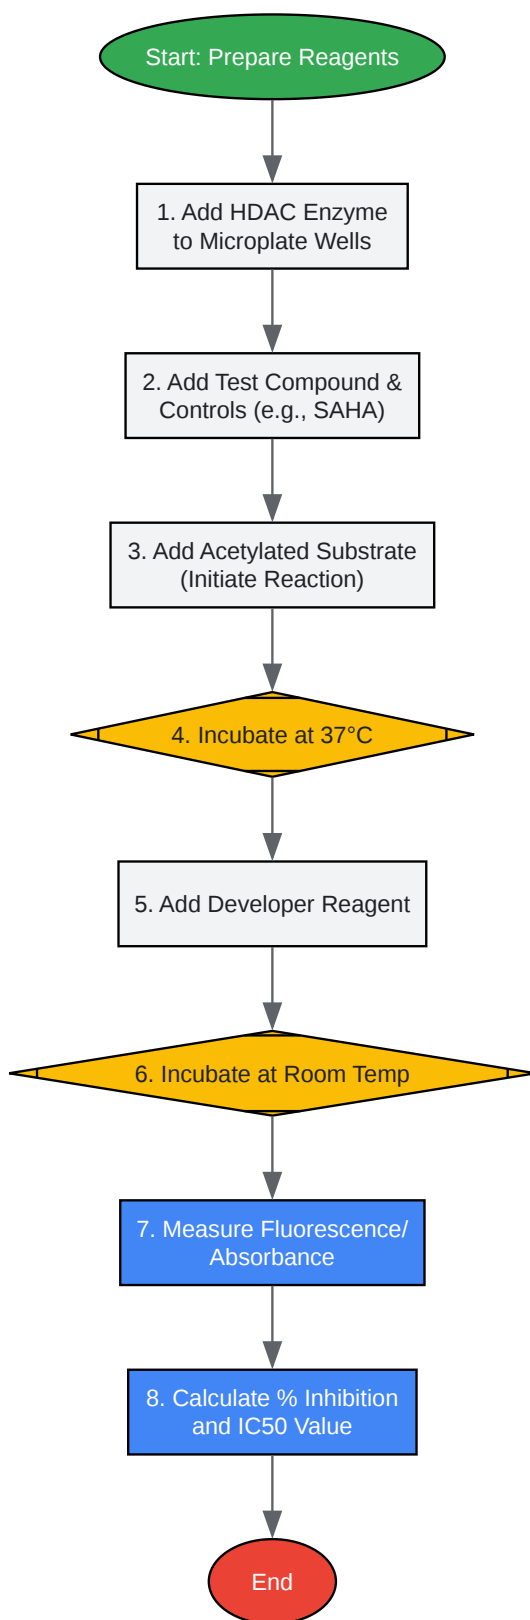 Start: Prepare Reagents
1. Add HDAC Enzyme
to Microplate Wells
2. Add Test Compound &
Controls (e.g., SAHA)
3. Add Acetylated Substrate
(Initiate Reaction)
4. Incubate at 37°C
5. Add Developer Reagent
6. Incubate at Room Temp
7. Measure Fluorescence/
Absorbance
8. Calculate % Inhibition
and IC50 Value
End